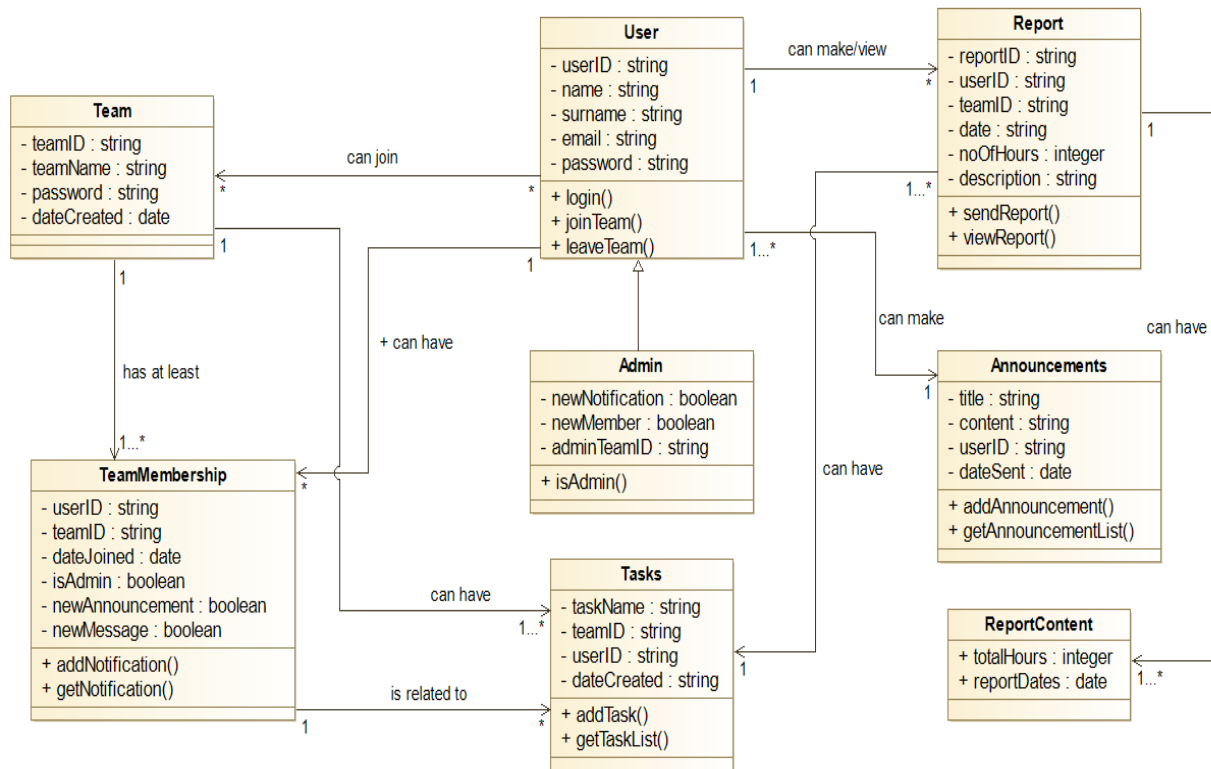 User
- userID : string
- name : string
- surname : string
- email : string
- password : string
+ login()
+ joinTeam()
+ leaveTeam()
can make/view
1
*
Report
- reportID : string
- userID : string
- teamID : string
- date : string
- noOfHours : integer
- description : string
+ sendReport()
+ viewReport()
1
1...*
Team
- teamID : string
- teamName : string
- password : string
- dateCreated : date
can join
*
*
1
1
1
1...*
has at least
1...*
+ can have
*
can make
1
can have
Admin
- newNotification : boolean
- newMember : boolean
- adminTeamID : string
+ isAdmin()
Announcements
- title : string
- content : string
- userID : string
- dateSent : date
+ addAnnouncement()
+ getAnnouncementList()
TeamMembership
- userID : string
- teamID : string
- dateJoined : date
- isAdmin : boolean
- newAnnouncement : boolean
- newMessage : boolean
+ addNotification()
+ getNotification()
can have
1...*
can have
1
is related to
1
*
Tasks
- taskName : string
- teamID : string
- userID : string
- dateCreated : string
+ addTask()
+ getTaskList()
ReportContent
+ totalHours : integer
+ reportDates : date
1...*